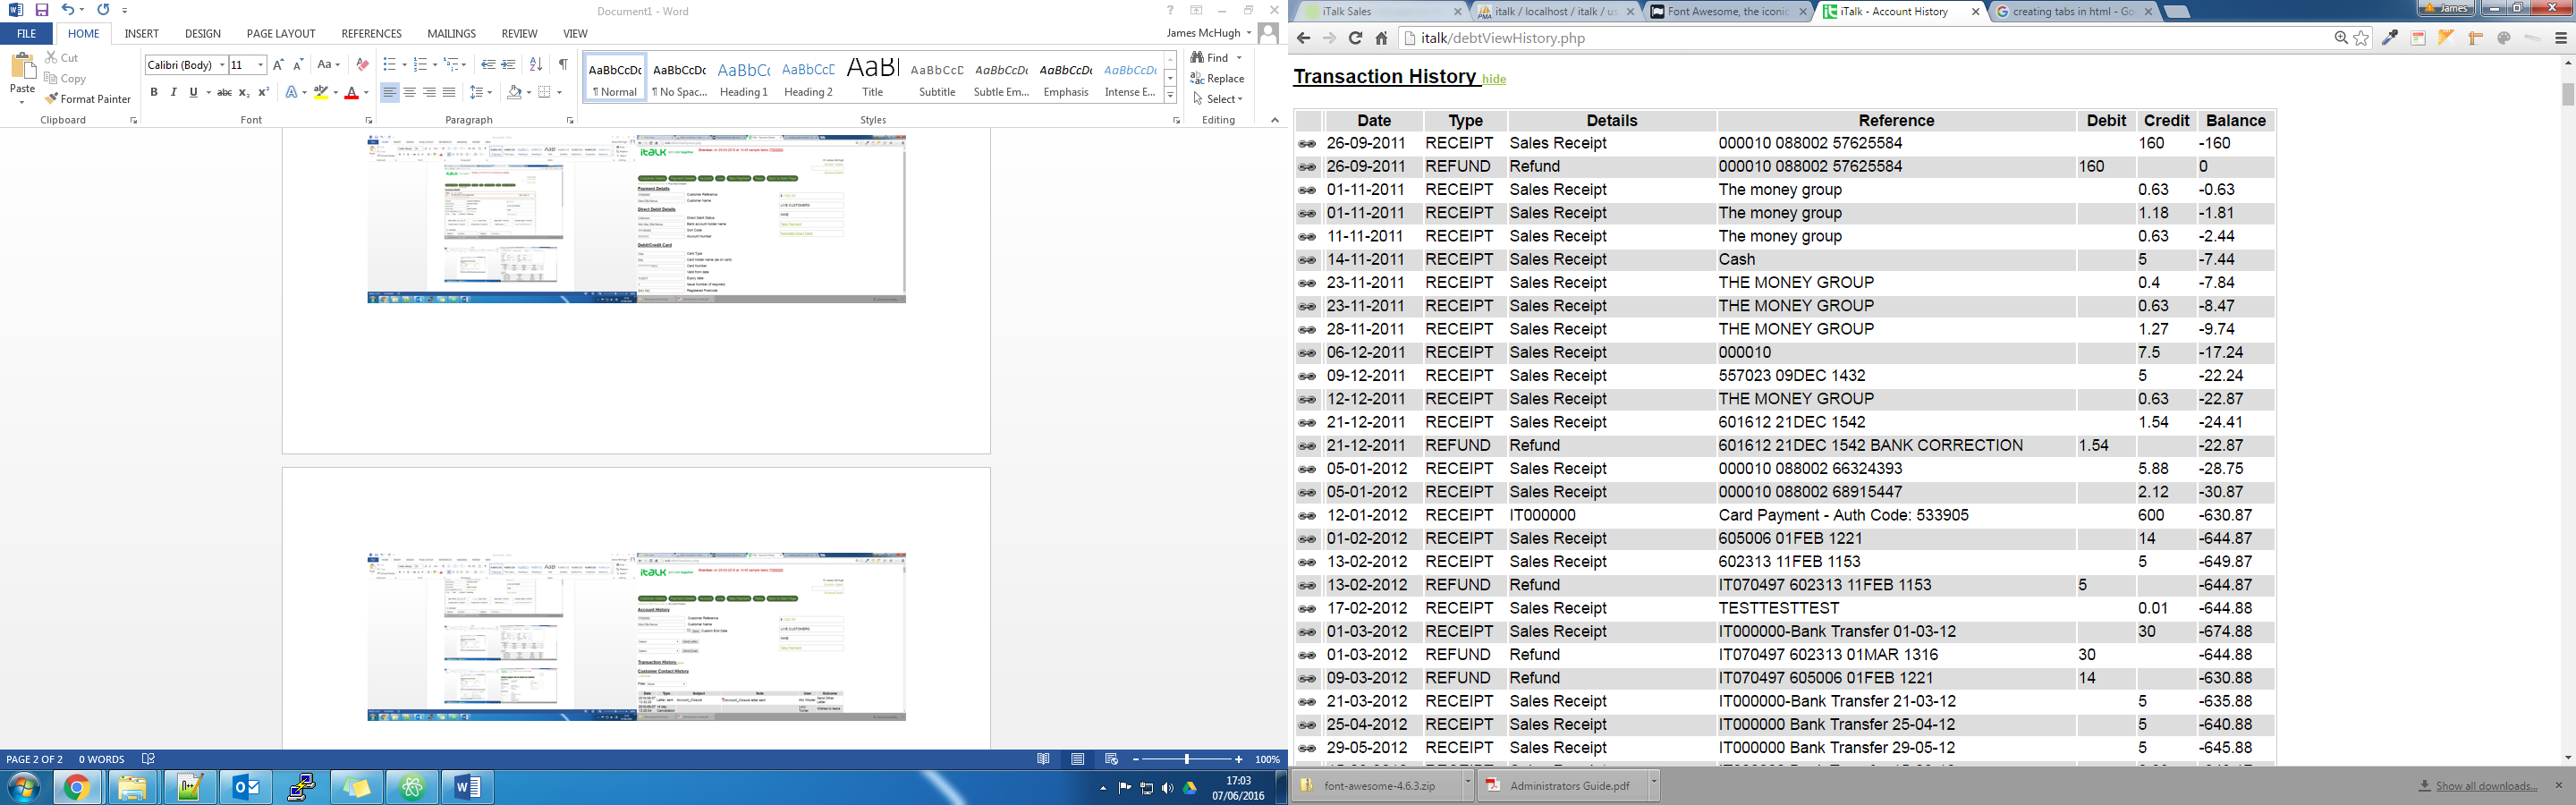 Document1 - Word
FILE HOME INSERT DESIGN PAGE LAYOUT REFERENCES MAILINGS REVIEW VIEW
James McHugh
Paste
Cut
Copy
Format Painter
Clipboard
Calibri (Body) 11
Font
Paragraph
AaBbCcDc AaBbCcDc AaBbCc AaBbCcE AaBl AaBbCcD AaBbCcDc AaBbCcDc AaBbCcDc
¶ Normal ¶ No Spac... Heading 1 Heading 2 Title Subtitle Subtle Em... Emphasis Intense E...
Styles
Find
Replace
Select
Editing
PAGE 2 OF 2 0 WORDS
100%
17:03
07/06/2016
iTalk Sales
italk / localhost / italk / us
Font Awesome, the iconic
iTalk - Account History
creating tabs in html - Go
James
italk/debtViewHistory.php
Transaction History hide
Date Type Details Reference Debit Credit Balance
26-09-2011 RECEIPT Sales Receipt 000010 088002 57625584 160 -160
26-09-2011 REFUND Refund 000010 088002 57625584 160 0
01-11-2011 RECEIPT Sales Receipt The money group 0.63 -0.63
01-11-2011 RECEIPT Sales Receipt The money group 1.18 -1.81
11-11-2011 RECEIPT Sales Receipt The money group 0.63 -2.44
14-11-2011 RECEIPT Sales Receipt Cash 5 -7.44
23-11-2011 RECEIPT Sales Receipt THE MONEY GROUP 0.4 -7.84
23-11-2011 RECEIPT Sales Receipt THE MONEY GROUP 0.63 -8.47
28-11-2011 RECEIPT Sales Receipt THE MONEY GROUP 1.27 -9.74
06-12-2011 RECEIPT Sales Receipt 000010 7.5 -17.24
09-12-2011 RECEIPT Sales Receipt 557023 09DEC 1432 5 -22.24
12-12-2011 RECEIPT Sales Receipt THE MONEY GROUP 0.63 -22.87
21-12-2011 RECEIPT Sales Receipt 601612 21DEC 1542 1.54 -24.41
21-12-2011 REFUND Refund 601612 21DEC 1542 BANK CORRECTION 1.54 -22.87
05-01-2012 RECEIPT Sales Receipt 000010 088002 66324393 5.88 -28.75
05-01-2012 RECEIPT Sales Receipt 000010 088002 68915447 2.12 -30.87
12-01-2012 RECEIPT IT000000 Card Payment - Auth Code: 533905 600 -630.87
01-02-2012 RECEIPT Sales Receipt 605006 01FEB 1221 14 -644.87
13-02-2012 RECEIPT Sales Receipt 602313 11FEB 1153 5 -649.87
13-02-2012 REFUND Refund IT070497 602313 11FEB 1153 5 -644.87
17-02-2012 RECEIPT Sales Receipt TESTTESTTEST 0.01 -644.88
01-03-2012 RECEIPT Sales Receipt IT000000-Bank Transfer 01-03-12 30 -674.88
01-03-2012 REFUND Refund IT070497 602313 01MAR 1316 30 -644.88
09-03-2012 REFUND Refund IT070497 605006 01FEB 1221 14 -630.88
21-03-2012 RECEIPT Sales Receipt IT000000-Bank Transfer 21-03-12 5 -635.88
25-04-2012 RECEIPT Sales Receipt IT000000 Bank Transfer 25-04-12 5 -640.88
29-05-2012 RECEIPT Sales Receipt IT000000 Bank Transfer 29-05-12 5 -645.88
font-awesome-4.6.3.zip
Administrators Guide.pdf
Show all downloads...